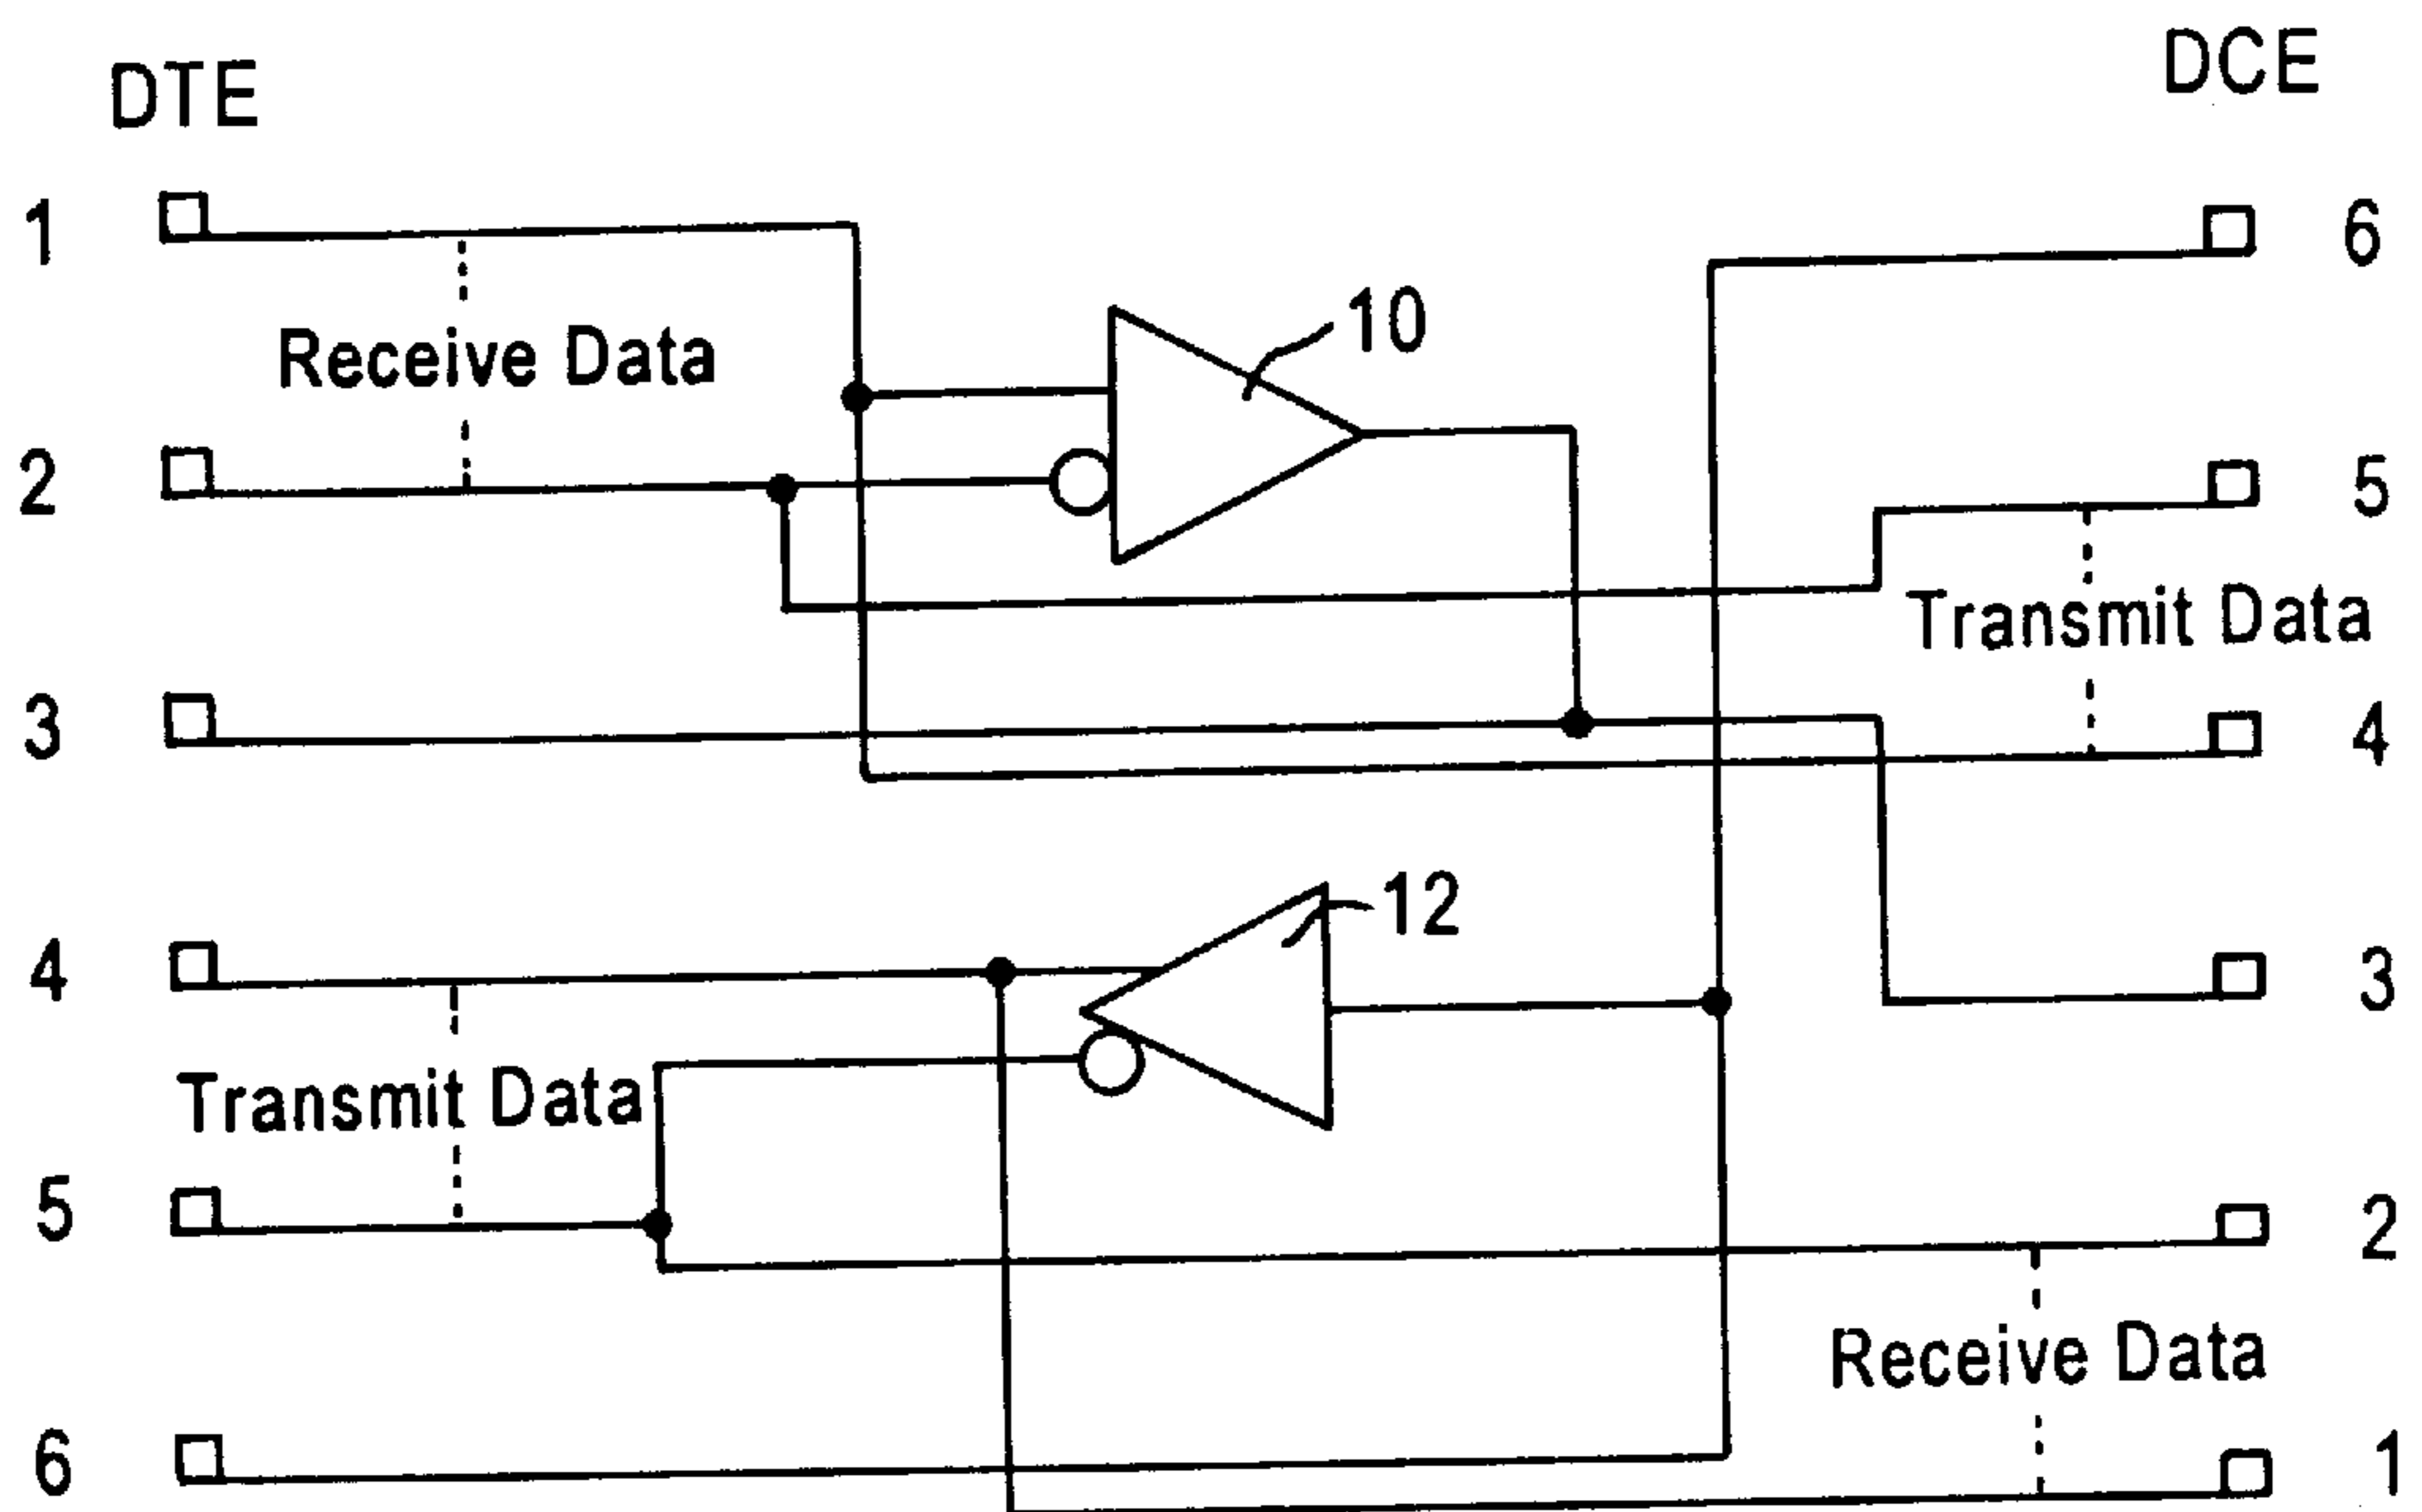 DTE
DCE
1
6
10
Receive Data
2
5
Transmit Data
3
4
12
4
3
Transmit Data
5
2
Receive Data
6
1